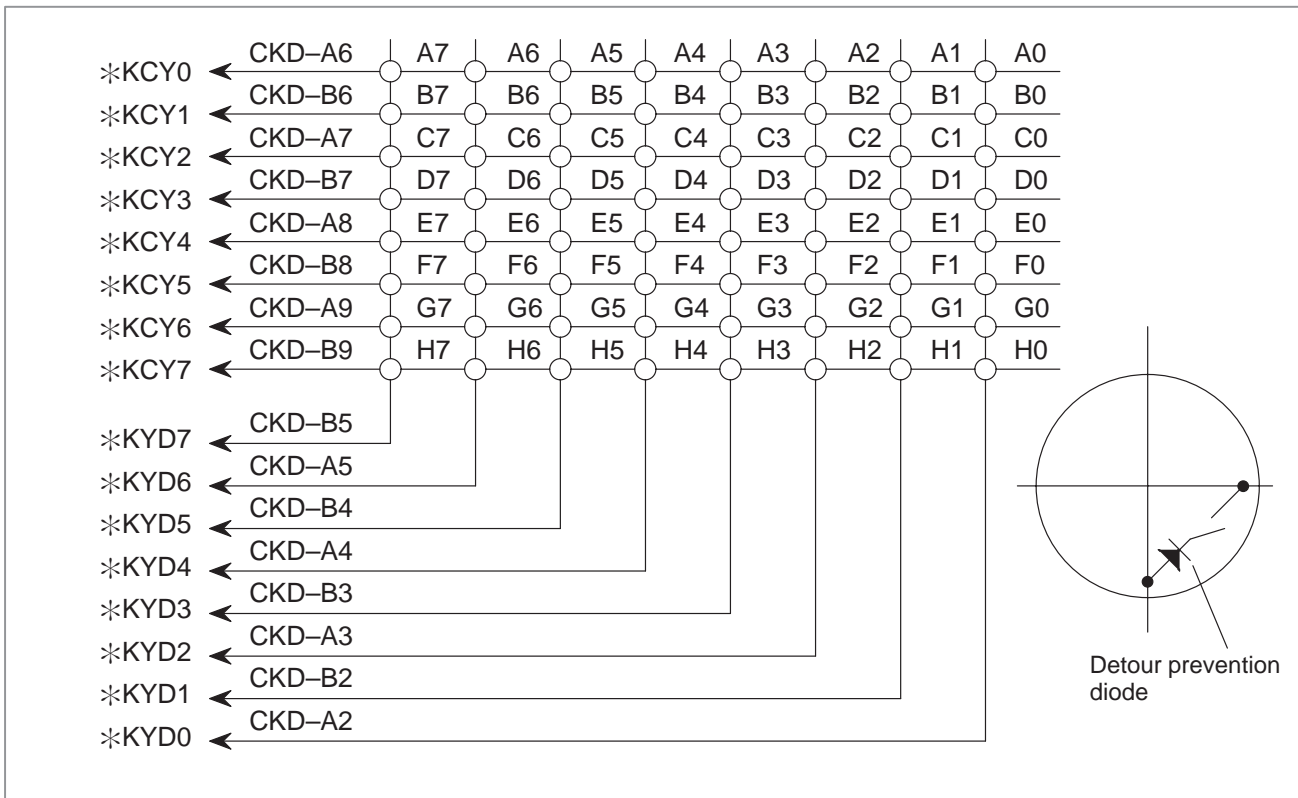 ∗KCY0 CKD–A6 A7 A6 A5 A4 A3 A2 A1 A0
∗KCY1 CKD–B6 B7 B6 B5 B4 B3 B2 B1 B0
∗KCY2 CKD–A7 C7 C6 C5 C4 C3 C2 C1 C0
∗KCY3 CKD–B7 D7 D6 D5 D4 D3 D2 D1 D0
∗KCY4 CKD–A8 E7 E6 E5 E4 E3 E2 E1 E0
∗KCY5 CKD–B8 F7 F6 F5 F4 F3 F2 F1 F0
∗KCY6 CKD–A9 G7 G6 G5 G4 G3 G2 G1 G0
∗KCY7 CKD–B9 H7 H6 H5 H4 H3 H2 H1 H0
∗KYD7 CKD–B5
∗KYD6 CKD–A5
∗KYD5 CKD–B4
∗KYD4 CKD–A4
∗KYD3 CKD–B3
∗KYD2 CKD–A3
∗KYD1 CKD–B2
∗KYD0 CKD–A2
Detour prevention
diode